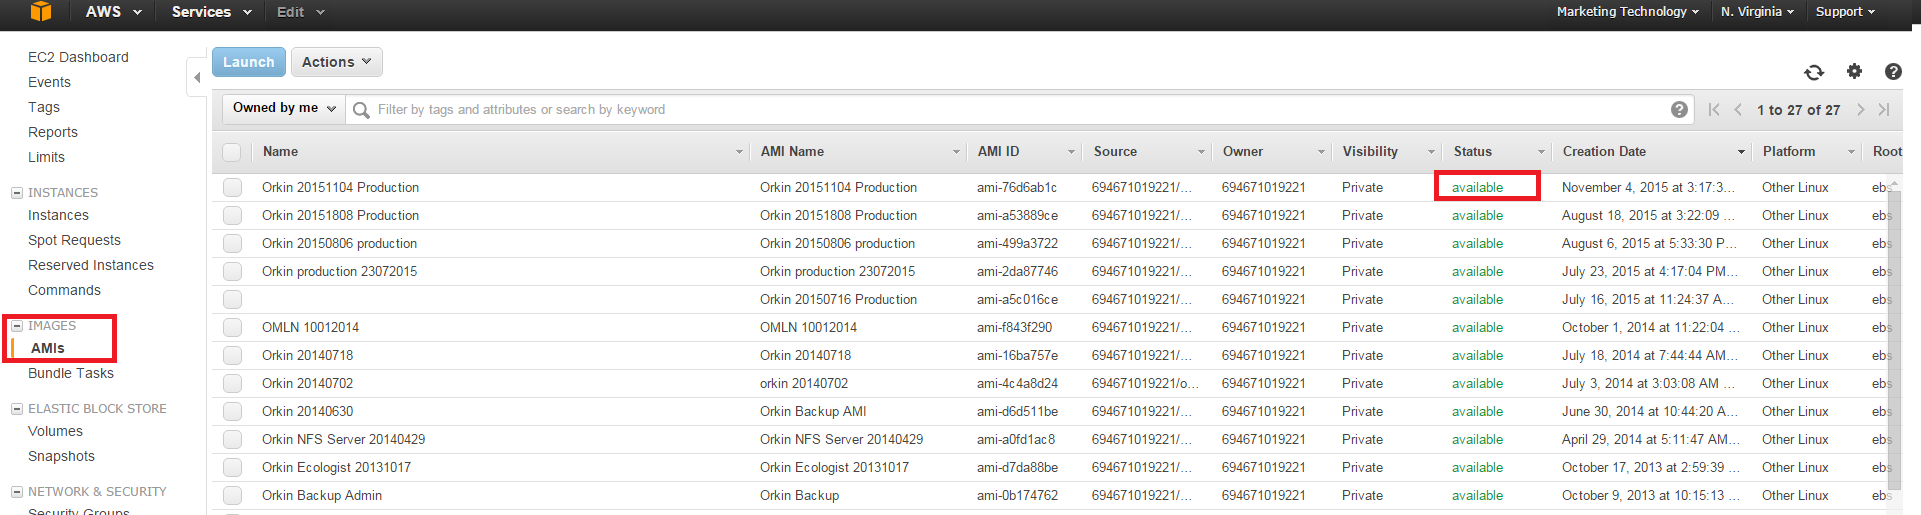 AWS Services Edit Marketing Technology N. Virginia Support
EC2 Dashboard
Events
Tags
Reports
Limits
INSTANCES
Instances
Spot Requests
Reserved Instances
Commands
IMAGES
AMIs
Bundle Tasks
ELASTIC BLOCK STORE
Volumes
Snapshots
NETWORK & SECURITY
Security Groups
Launch Actions
Owned by me Filter by tags and attributes or search by keyword 1 to 27 of 27
Name AMI Name AMI ID Source Owner Visibility Status Creation Date Platform Root
Orkin 20151104 Production Orkin 20151104 Production ami-76d6ab1c 694671019221/... 694671019221 Private available November 4, 2015 at 3:17:3... Other Linux ebs
Orkin 20151808 Production Orkin 20151808 Production ami-a53889ce 694671019221/... 694671019221 Private available August 18, 2015 at 3:22:09 ... Other Linux ebs
Orkin 20150806 production Orkin 20150806 production ami-499a3722 694671019221/... 694671019221 Private available August 6, 2015 at 5:33:30 P... Other Linux ebs
Orkin production 23072015 Orkin production 23072015 ami-2da87746 694671019221/... 694671019221 Private available July 23, 2015 at 4:17:04 PM... Other Linux ebs
Orkin 20150716 Production ami-a5c016ce 694671019221/... 694671019221 Private available July 16, 2015 at 11:24:37 A... Other Linux ebs
OMLN 10012014 OMLN 10012014 ami-f843f290 694671019221/... 694671019221 Private available October 1, 2014 at 11:22:04 ... Other Linux ebs
Orkin 20140718 Orkin 20140718 ami-16ba757e 694671019221/... 694671019221 Private available July 18, 2014 at 7:44:44 AM... Other Linux ebs
Orkin 20140702 orkin 20140702 ami-4c4a8d24 694671019221/o... 694671019221 Private available July 3, 2014 at 3:03:08 AM ... Other Linux ebs
Orkin 20140630 Orkin Backup AMI ami-d6d511be 694671019221/... 694671019221 Private available June 30, 2014 at 10:44:20 A... Other Linux ebs
Orkin NFS Server 20140429 Orkin NFS Server 20140429 ami-a0fd1ac8 694671019221/... 694671019221 Private available April 29, 2014 at 5:11:47 AM... Other Linux ebs
Orkin Ecologist 20131017 Orkin Ecologist 20131017 ami-d7da88be 694671019221/... 694671019221 Private available October 17, 2013 at 2:59:39 ... Other Linux ebs
Orkin Backup Admin Orkin Backup ami-0b174762 694671019221/... 694671019221 Private available October 9, 2013 at 10:15:13 ... Other Linux ebs